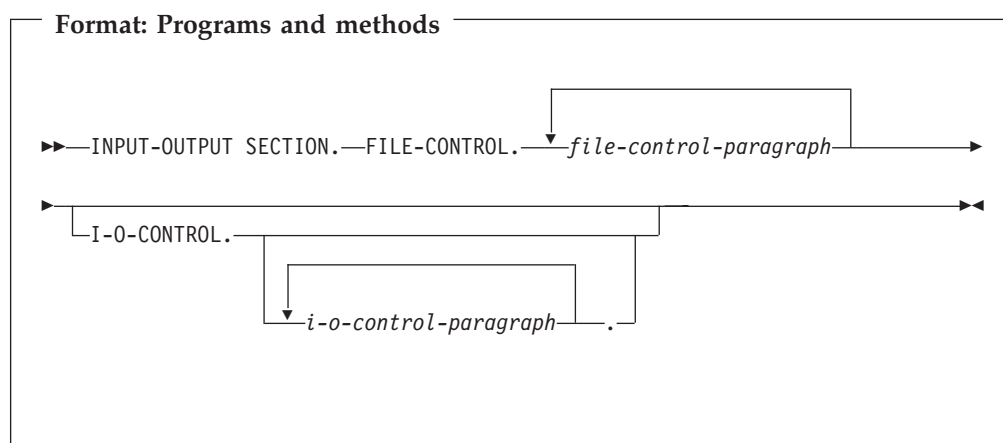 Format: Programs and methods
INPUT-OUTPUT SECTION. FILE-CONTROL. file-control-paragraph
I-O-CONTROL.
i-o-control-paragraph .